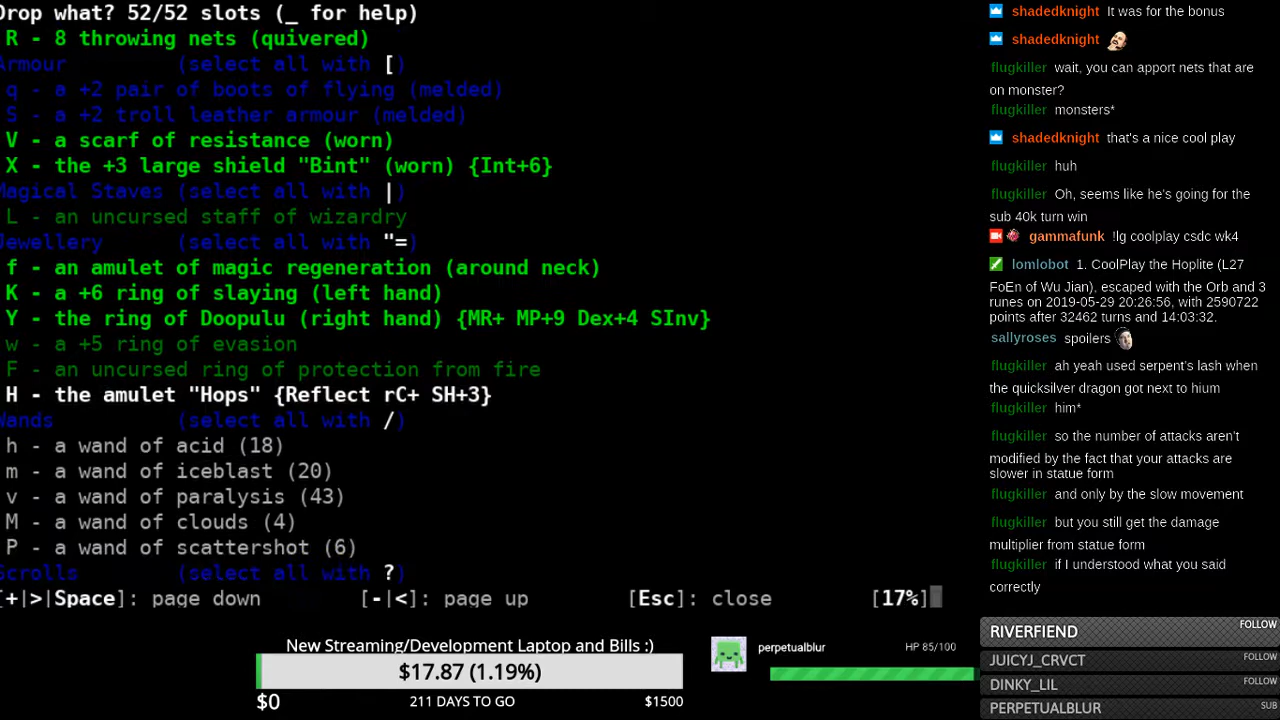 Drop what? 52/52 slots (_ for help)
R - 8 throwing nets (quivered)
Armour (select all with [)
q - a +2 pair of boots of flying (melded)
S - a +2 troll leather armour (melded)
V - a scarf of resistance (worn)
X - the +3 large shield "Bint" (worn) {Int+6}
Magical Staves (select all with |)
L - an uncursed staff of wizardry
Jewellery (select all with "=)
f - an amulet of magic regeneration (around neck)
K - a +6 ring of slaying (left hand)
Y - the ring of Doopulu (right hand) {MR+ MP+9 Dex+4 SInv}
w - a +5 ring of evasion
F - an uncursed ring of protection from fire
H - the amulet "Hops" {Reflect rC+ SH+3}
Wands (select all with /)
h - a wand of acid (18)
m - a wand of iceblast (20)
v - a wand of paralysis (43)
M - a wand of clouds (4)
P - a wand of scattershot (6)
Scrolls (select all with ?)
[+|>|Space]: page down [-|<]: page up [Esc]: close [17%]
New Streaming/Development Laptop and Bills :)
$17.87 (1.19%)
$0 211 DAYS TO GO $1500
perpetualblur HP 85/100
shadedknight It was for the bonus
shadedknight
flugkiller wait, you can apport nets that are
on monster?
flugkiller monsters*
shadedknight that's a nice cool play
flugkiller huh
flugkiller Oh, seems like he's going for the
sub 40k turn win
gammafunk !lg coolplay csdc wk4
lomlobot 1. CoolPlay the Hoplite (L27
FoEn of Wu Jian), escaped with the Orb and 3
runes on 2019-05-29 20:26:56, with 2590722
points after 32462 turns and 14:03:32.
sallyroses spoilers
flugkiller ah yeah used serpent's lash when
the quicksilver dragon got next to hium
flugkiller him*
flugkiller so the number of attacks aren't
modified by the fact that your attacks are
slower in statue form
flugkiller and only by the slow movement
flugkiller but you still get the damage
multiplier from statue form
flugkiller if I understood what you said
correctly
RIVERFIEND FOLLOW
JUICYJ_CRVCT FOLLOW
DINKY_LIL FOLLOW
PERPETUALBLUR SUB